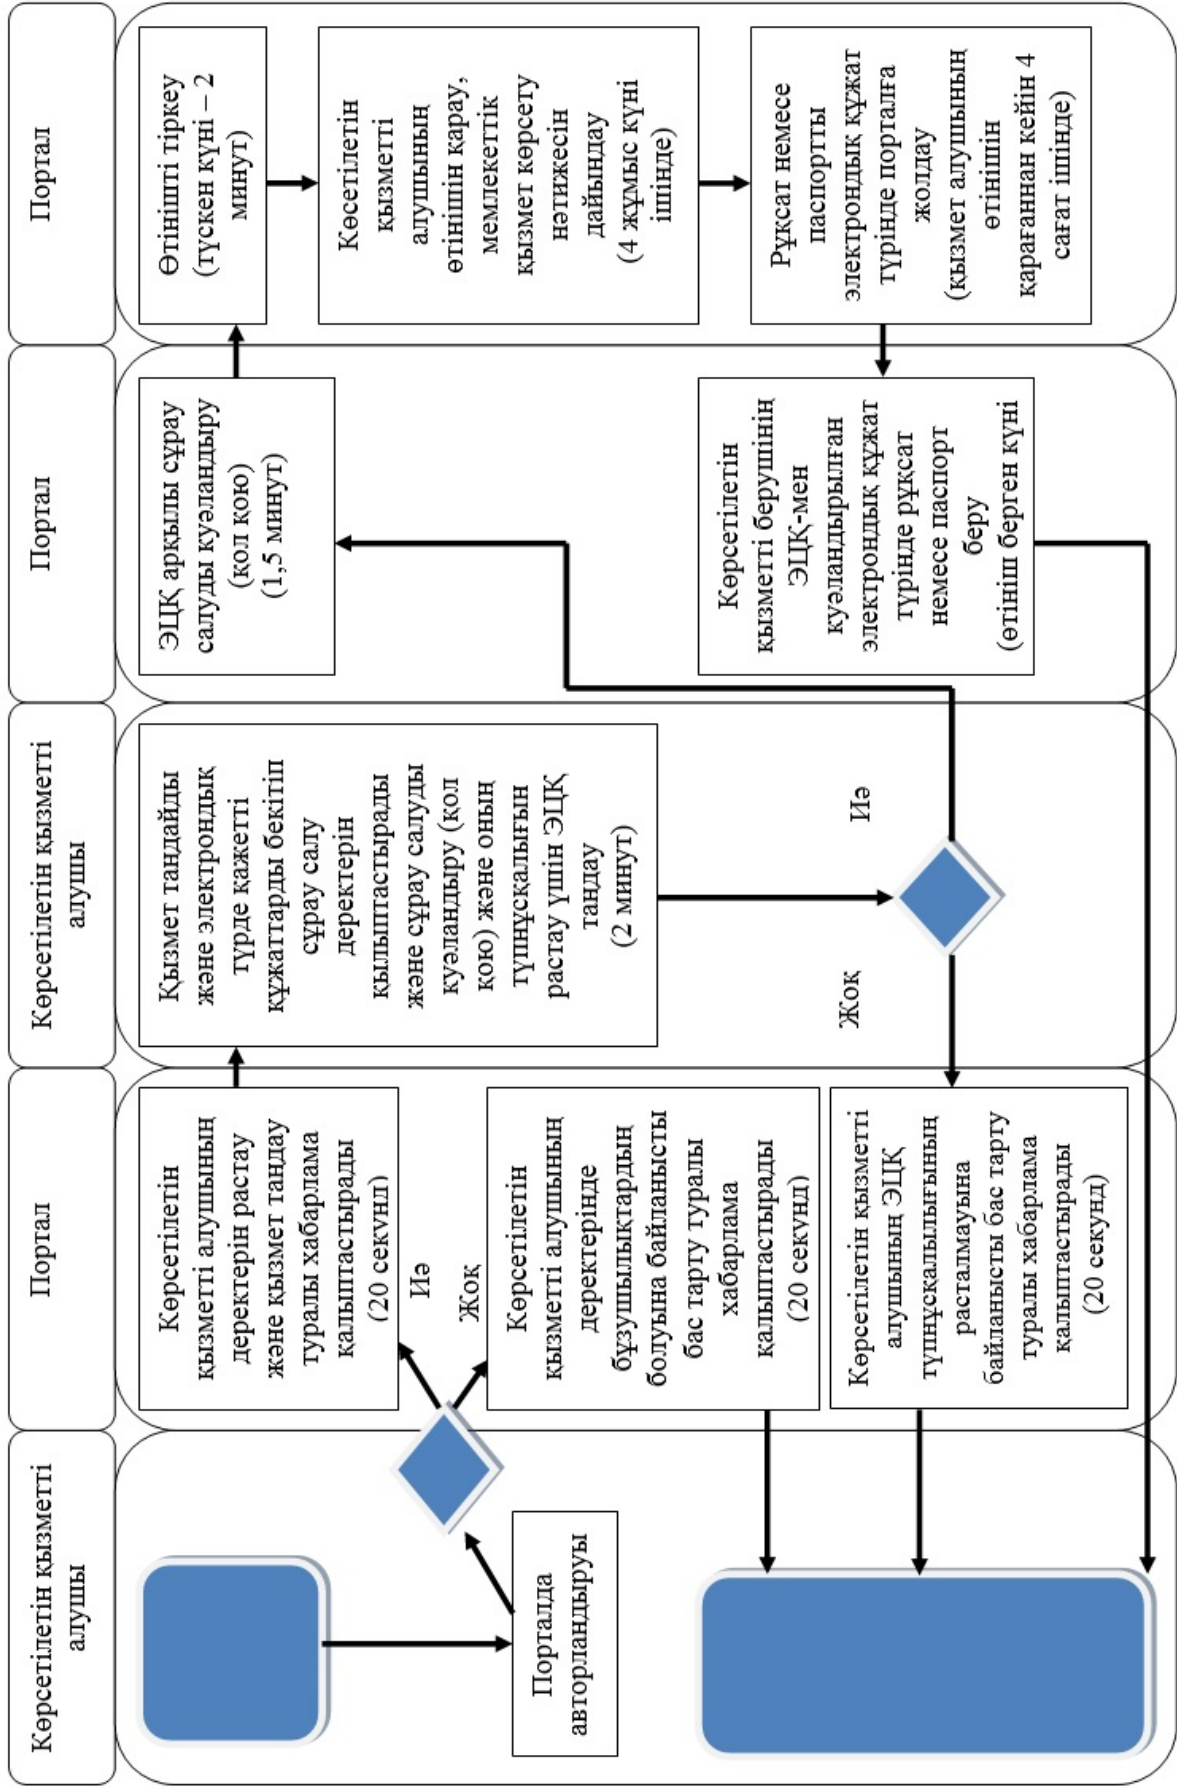 Көрсетілетін қызметті
алушы
Портал
Көрсетілетін қызметті
алушы
Портал
Портал
Порталда
авторландыруы
Көрсетілетін
қызметті алушының
деректерін растау
және қызмет тандау
туралы хабарлама
қалыптастырады
(20 секунд)
Иә
Жоқ
Көрсетілетін
қызметті алушының
деректерінде
бұзушылықтардың
болуына байланысты
бас тарту туралы
хабарлама
қалыптастырады
(20 секунд)
Көрсетілетін қызметті
алушының ЭЦҚ
түпнұсқалылығының
расталмауына
байланысты бас тарту
туралы хабарлама
қалыптастырады
(20 секунд)
Қызмет тандайды
және электрондық
түрде қажетті
құжаттарды бекітіп
сұрау салу
деректерін
қылыптастырады
және сұрау салуды
куәландыру (қол
қою) және оның
түпнұсқалығын
растау үшін ЭЦҚ
тандау
(2 минут)
Жоқ
Иә
ЭЦҚ арқылы сұрау
салуды куәландыру
(қол қою)
(1,5 минут)
Көрсетілетін
қызметті берушінің
ЭЦҚ-мен
куәландырылған
электрондық құжат
түрінде рұқсат
немесе паспорт
беру
(өтініш берген күні
Өтінішті тіркеу
(түскен күні – 2
минут)
Көсетілетін
қызметті
алушының
өтінішін қарау,
мемлекеттік
қызмет көрсету
нәтижесін
дайындау
(4 жұмыс күні
ішінде)
Рұқсат немесе
паспортты
электрондық құжат
түрінде порталға
жолдау
(қызмет алушының
өтінішін
қарағаннан кейін 4
сағат ішінде)